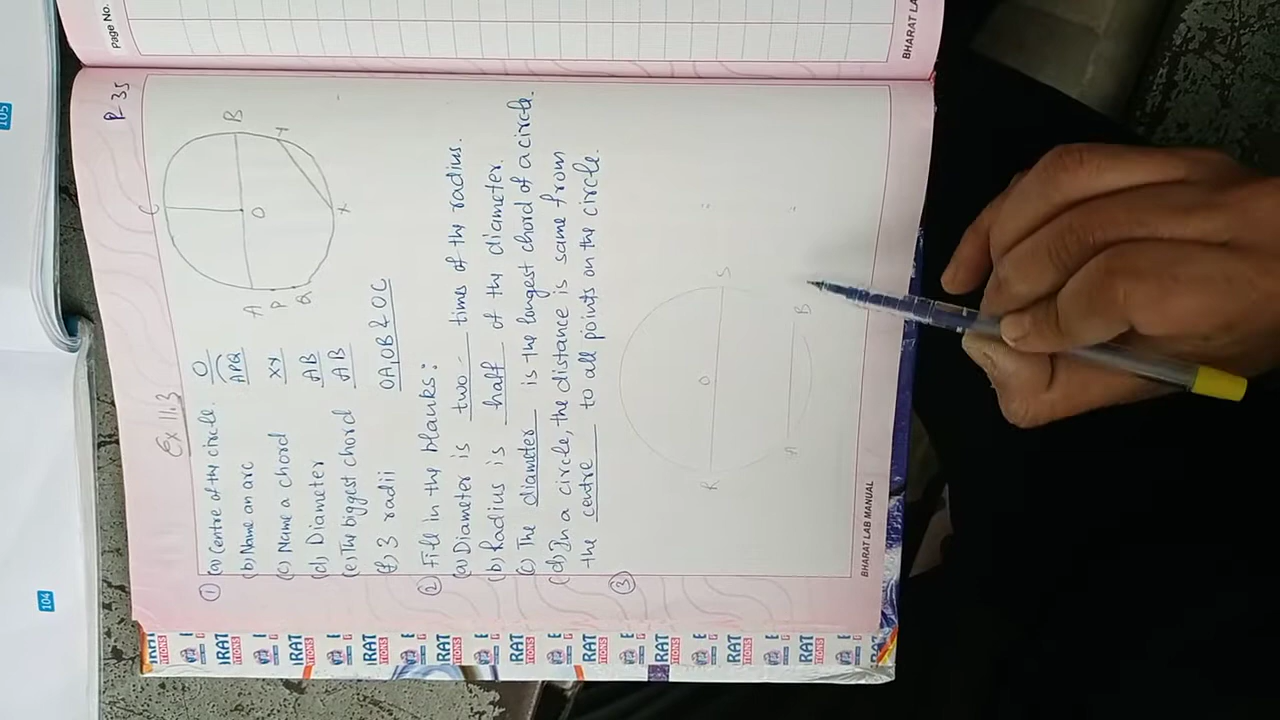 Page No.
BHARAT LA
105
104
P-35
Ex 11.3
① (a) Centre of the circle. O
(b) Name an arc APQ
(c) Name a chord XY
(d) Diameter AB
(e) The biggest chord AB
(f) 3 radii OA, OB & OC
C
A
B
O
P
Q
Y
X
② Fill in the blanks:
(a) Diameter is two times of the radius.
(b) Radius is half of the diameter.
(c) The diameter is the longest chord of a circle.
(d) In a circle, the distance is same from
the centre to all points on the circle.
③
R
O
S
A
B
BHARAT LAB MANUAL